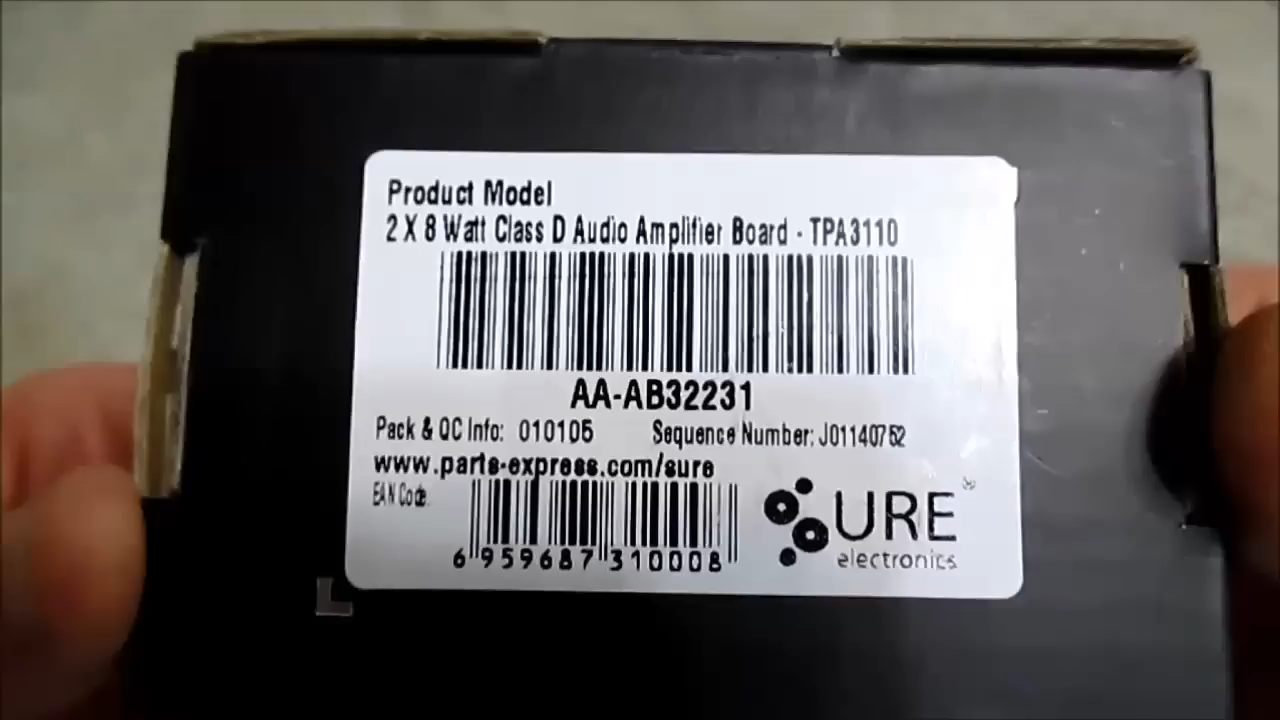 Product Model
2 X 8 Watt Class D Audio Amplifier Board - TPA3110
AA-AB32231
Pack & QC Info: 010105 Sequence Number: J01140752
www.parts-express.com/sure
EAN Code:
6 959687 310008
SURE
electronics